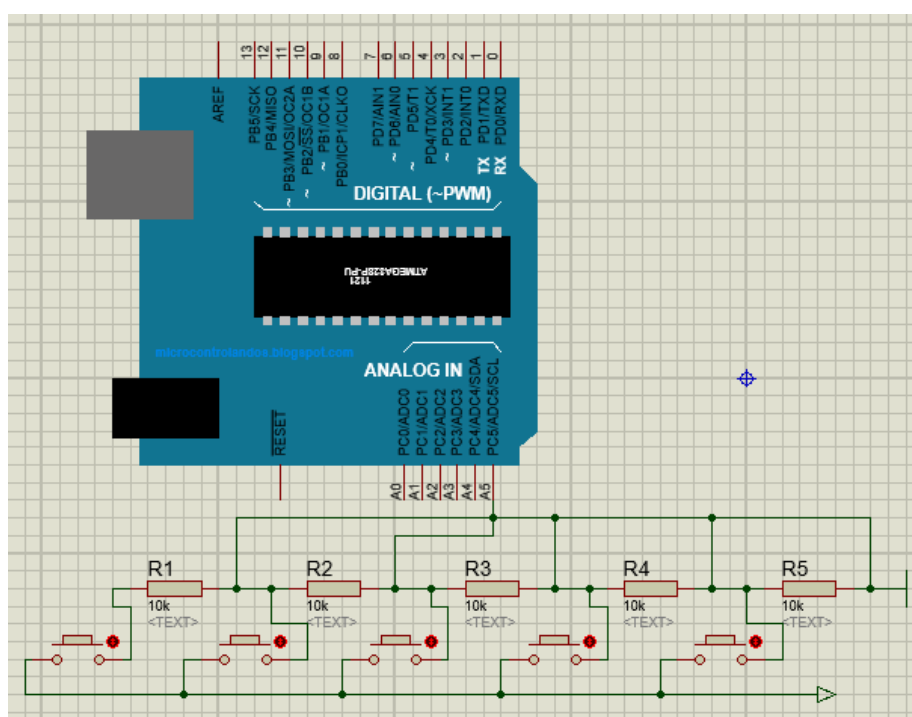 13
12
11
10
9
8
7
6
5
4
3
2
1
0
AREF
PB5/SCK
PB4/MISO
~ PB3/MOSI/OC2A
~ PB2/SS/OC1B
~ PB1/OC1A
PB0/ICP1/CLKO
PD7/AIN1
~ PD6/AIN0
~ PD5/T1
PD4/T0/XCK
~ PD3/INT1
PD2/INT0
TX PD1/TXD
RX PD0/RXD
DIGITAL (~PWM)
ATMEGA328P-PU
1121
microcontrolandos.blogspot.com
ANALOG IN
RESET
PC0/ADC0
PC1/ADC1
PC2/ADC2
PC3/ADC3
PC4/ADC4/SDA
PC5/ADC5/SCL
A0
A1
A2
A3
A4
A5
R1
R2
R3
R4
R5
10k
10k
10k
10k
10k
<TEXT>
<TEXT>
<TEXT>
<TEXT>
<TEXT>